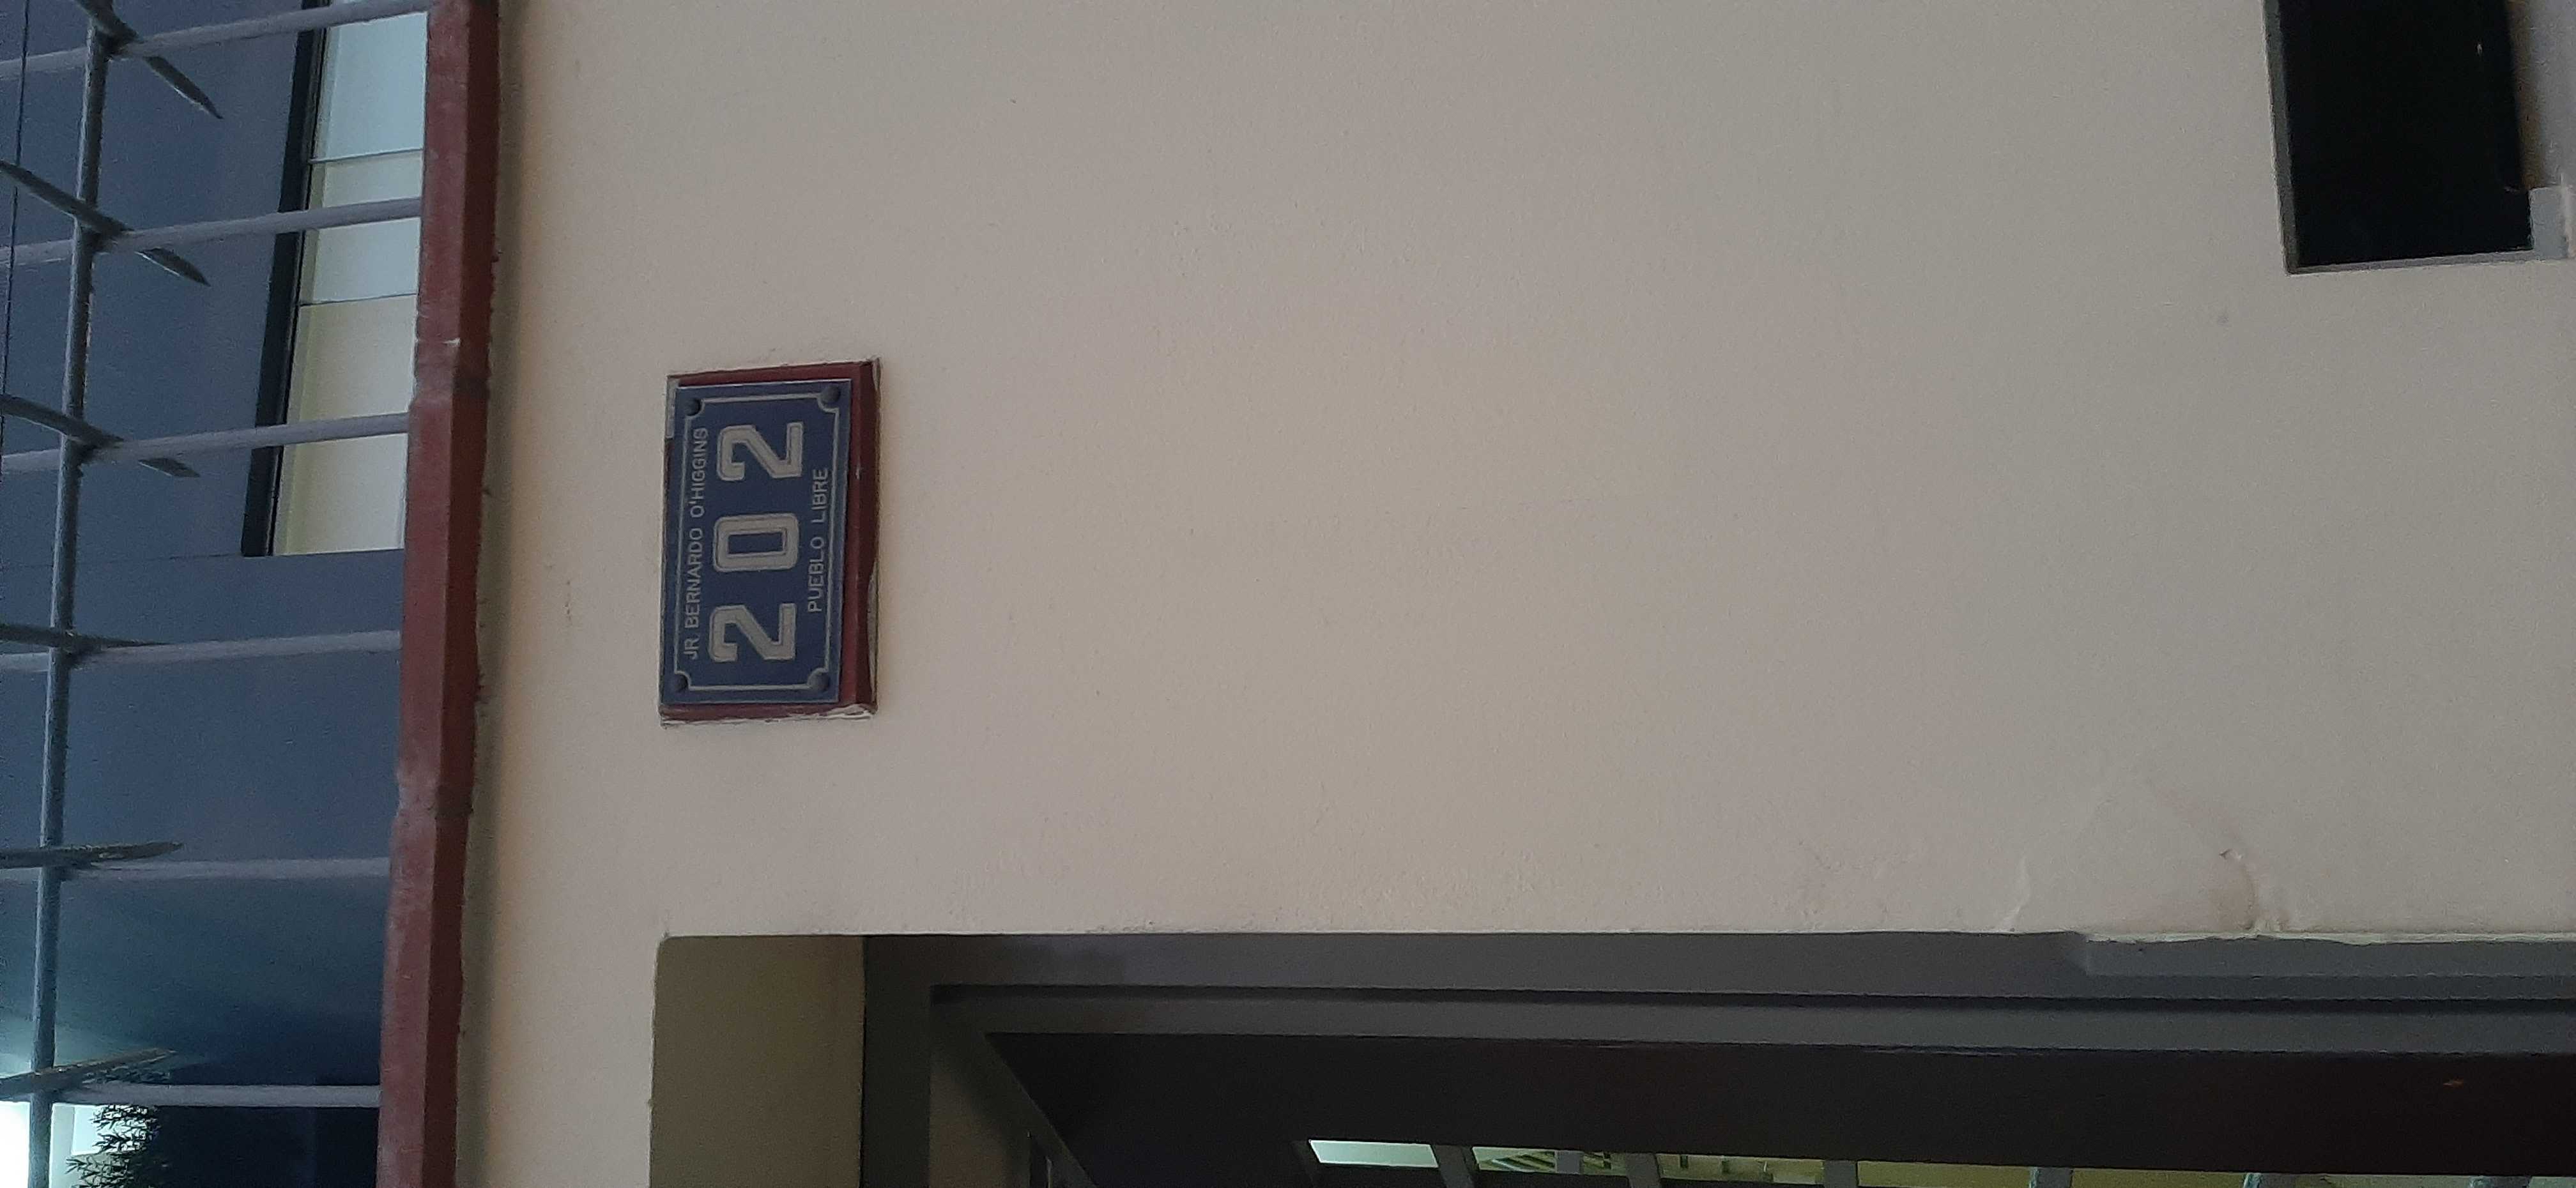 JR. BERNARDO O'HIGGINS
202
PUEBLO LIBRE